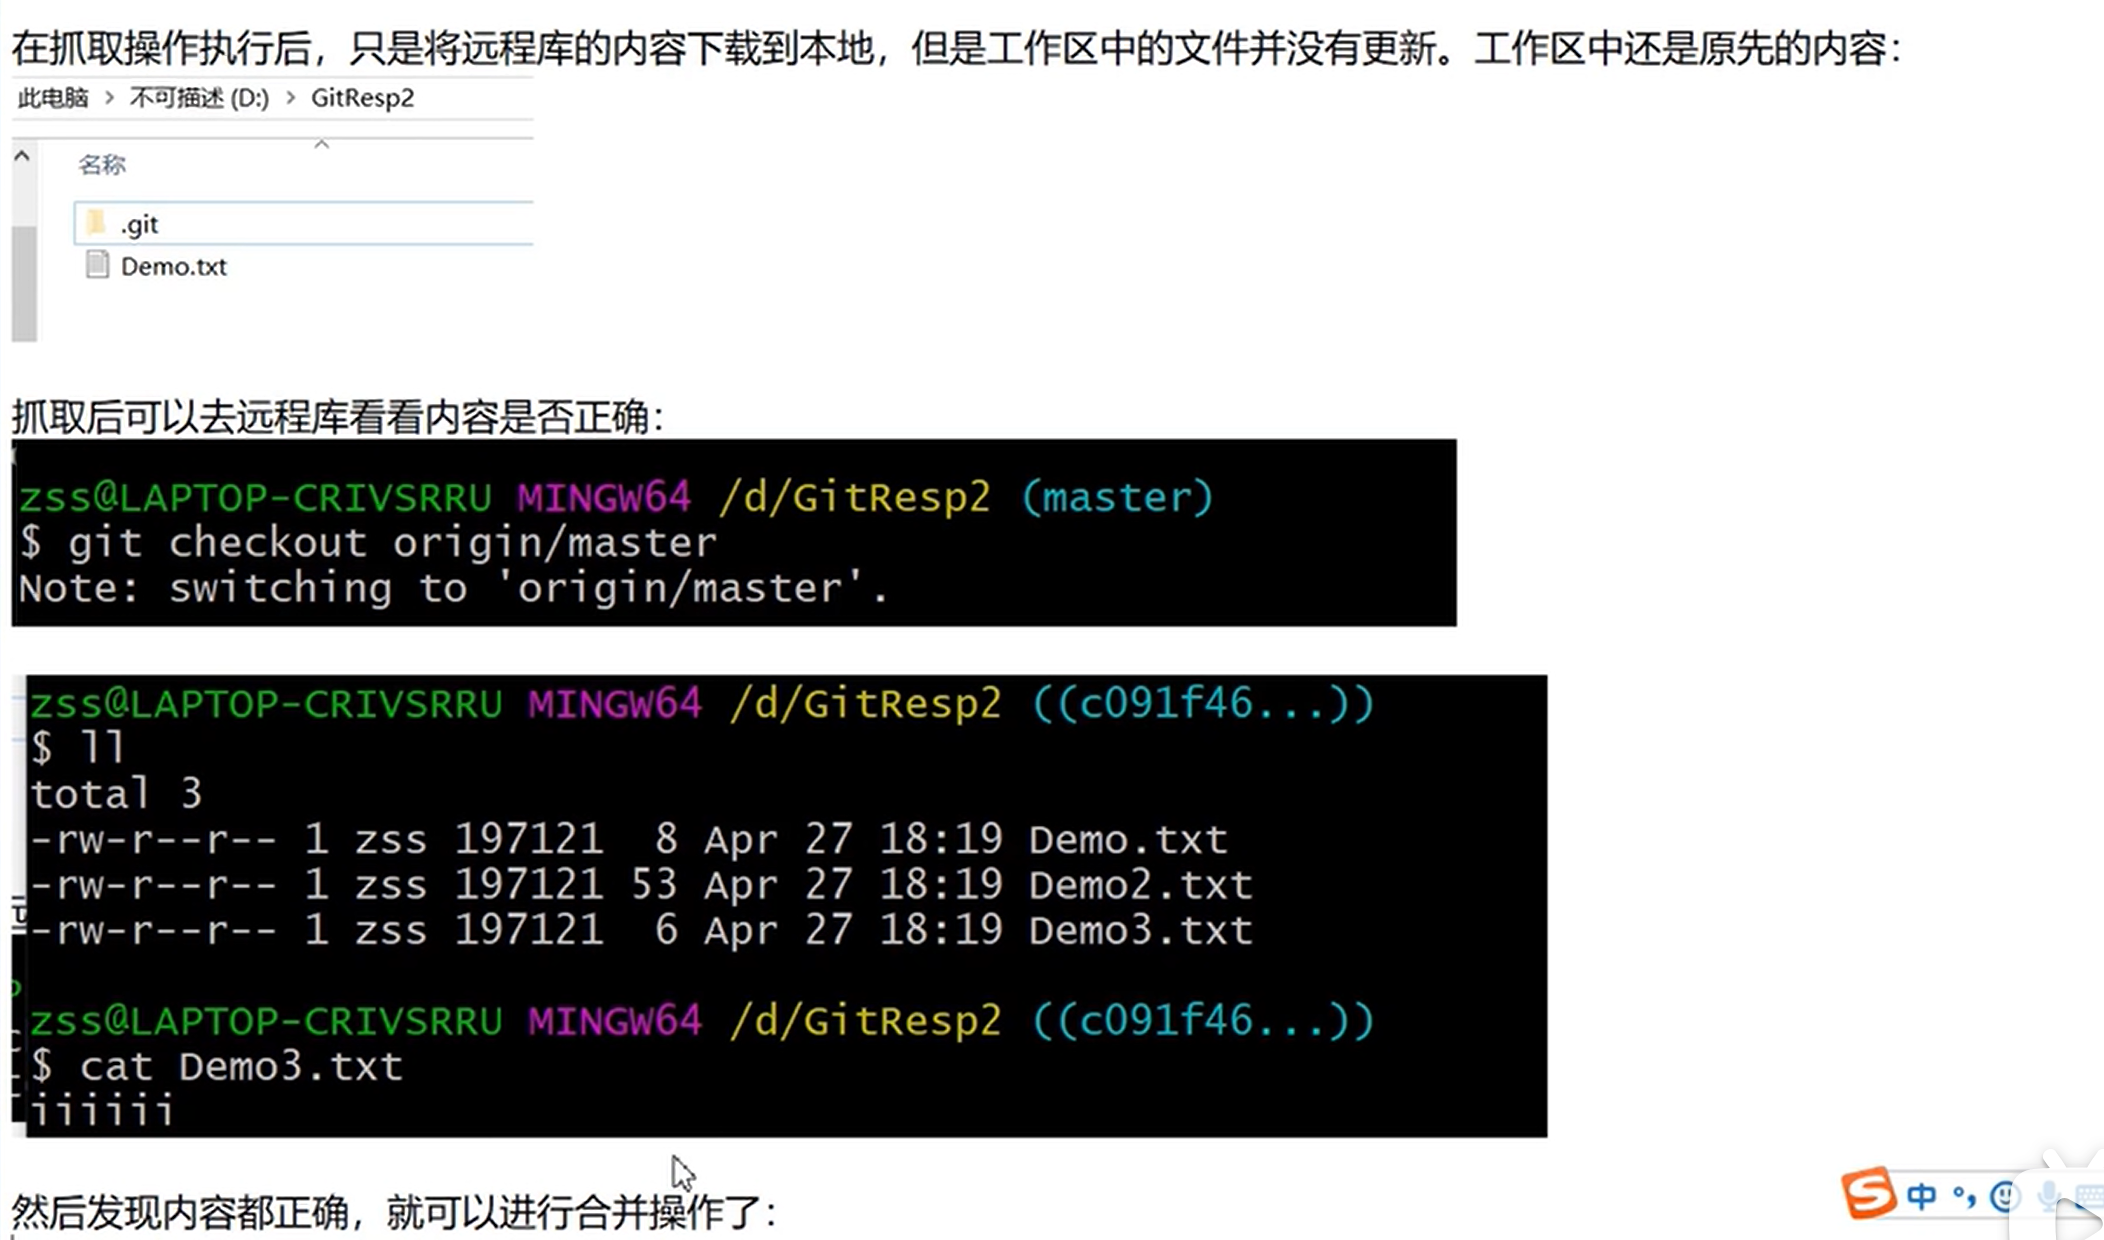 在抓取操作执行后，只是将远程库的内容下载到本地，但是工作区中的文件并没有更新。工作区中还是原先的内容：
此电脑 > 不可描述 (D:) > GitResp2
名称
.git
Demo.txt
抓取后可以去远程库看看内容是否正确：
zss@LAPTOP-CRIVSRRU MINGW64 /d/GitResp2 (master)
$ git checkout origin/master
Note: switching to 'origin/master'.
zss@LAPTOP-CRIVSRRU MINGW64 /d/GitResp2 ((c091f46...))
$ ll
total 3
-rw-r--r-- 1 zss 197121  8 Apr 27 18:19 Demo.txt
-rw-r--r-- 1 zss 197121 53 Apr 27 18:19 Demo2.txt
-rw-r--r-- 1 zss 197121  6 Apr 27 18:19 Demo3.txt
zss@LAPTOP-CRIVSRRU MINGW64 /d/GitResp2 ((c091f46...))
$ cat Demo3.txt
iiiiii
然后发现内容都正确，就可以进行合并操作了：
中